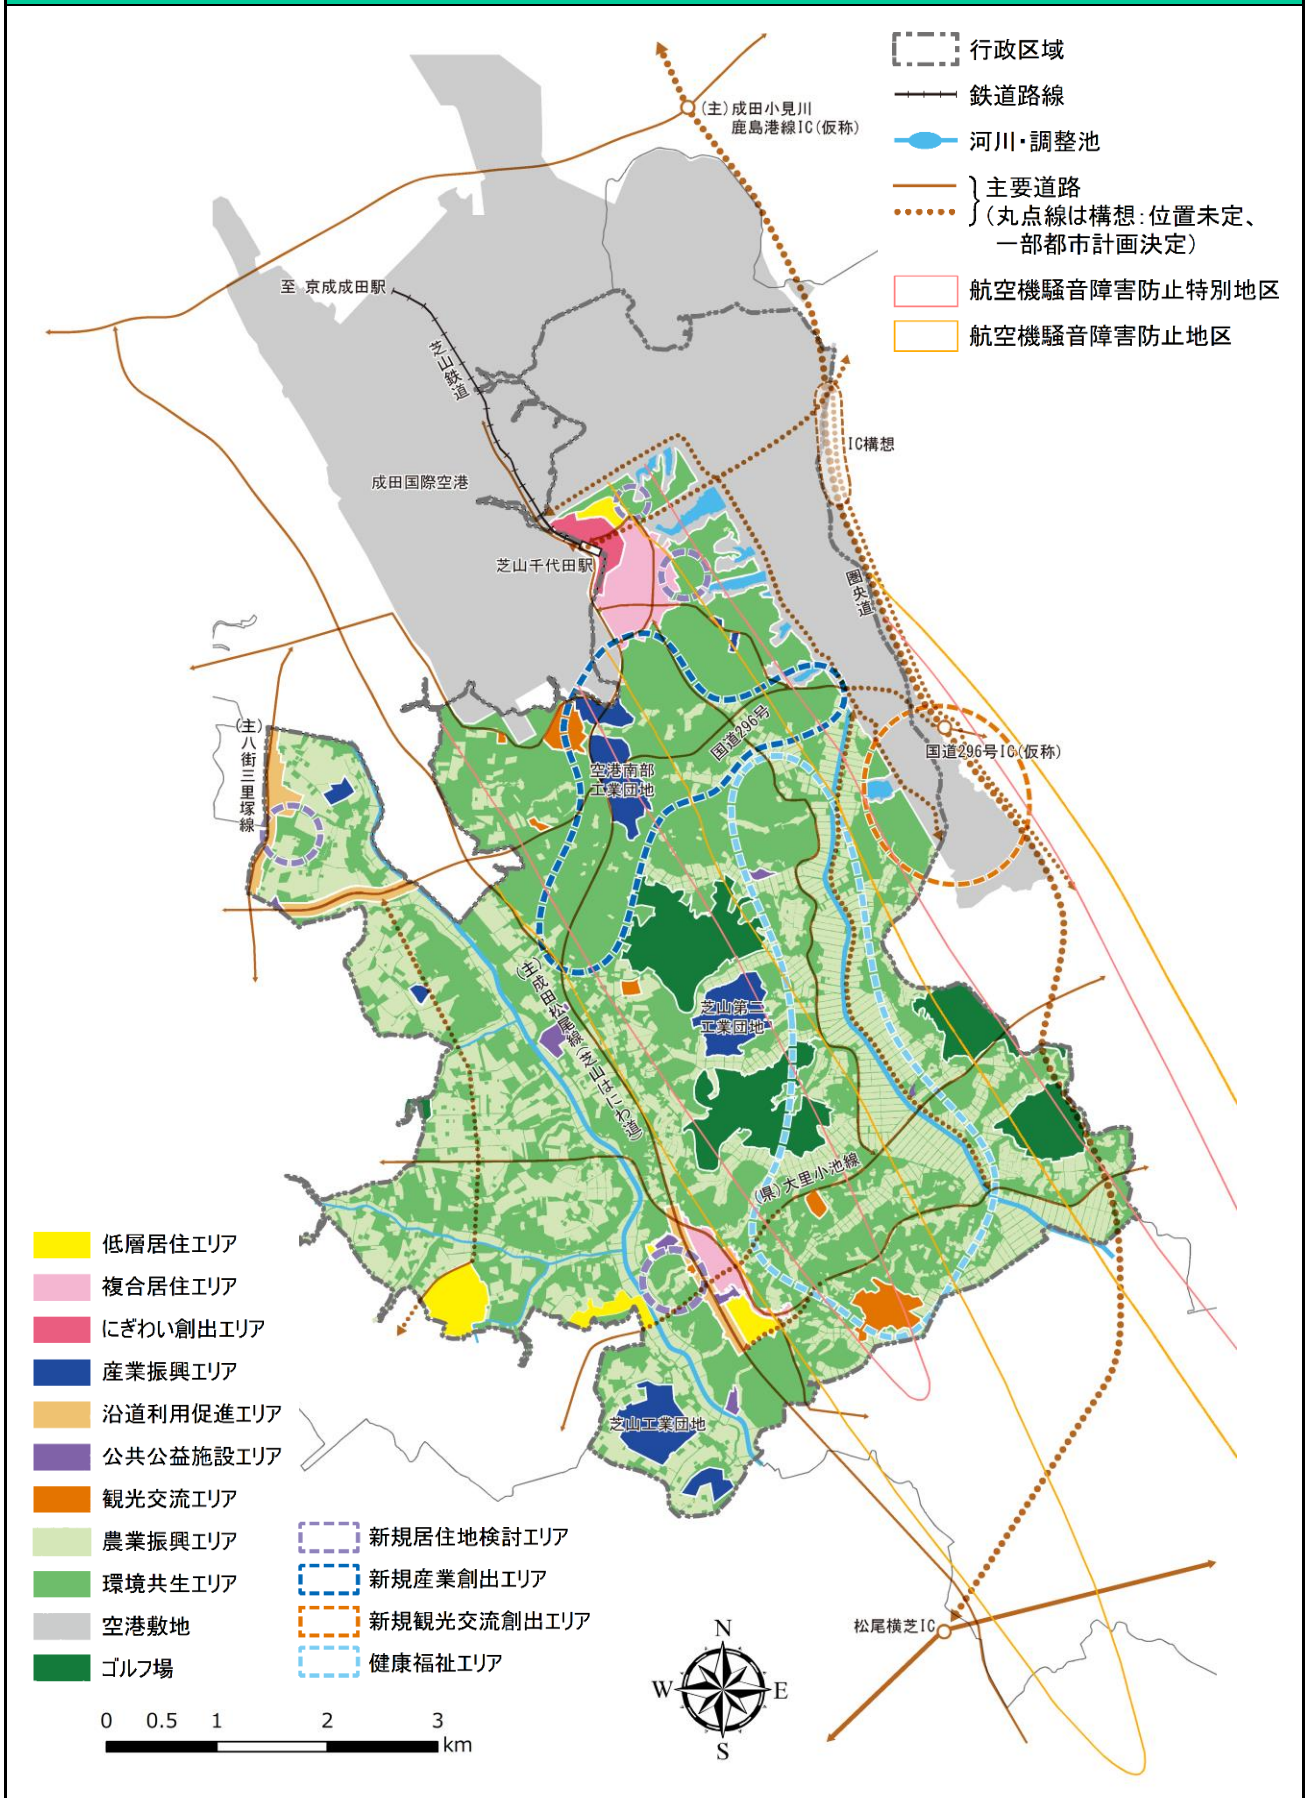 行政区域
鉄道路線
河川・調整池
主要道路
(丸点線は構想：位置未定、
一部都市計画決定)
航空機騒音障害防止特別地区
航空機騒音障害防止地区
(主)成田小見川
鹿島港線IC(仮称)
至 京成成田駅
芝山鉄道
IC構想
成田国際空港
芝山千代田駅
圏央道
(主)八街三里塚線
国道296号
国道296号IC(仮称)
空港南部
工業団地
(主)成田松尾線(芝山はにわ道)
芝山第二
工業団地
(県)大里小池線
芝山工業団地
松尾横芝IC
低層居住エリア
複合居住エリア
にぎわい創出エリア
産業振興エリア
沿道利用促進エリア
公共公益施設エリア
観光交流エリア
農業振興エリア
環境共生エリア
空港敷地
ゴルフ場
新規居住地検討エリア
新規産業創出エリア
新規観光交流創出エリア
健康福祉エリア
N
W E
S
0 0.5 1 2 3
km